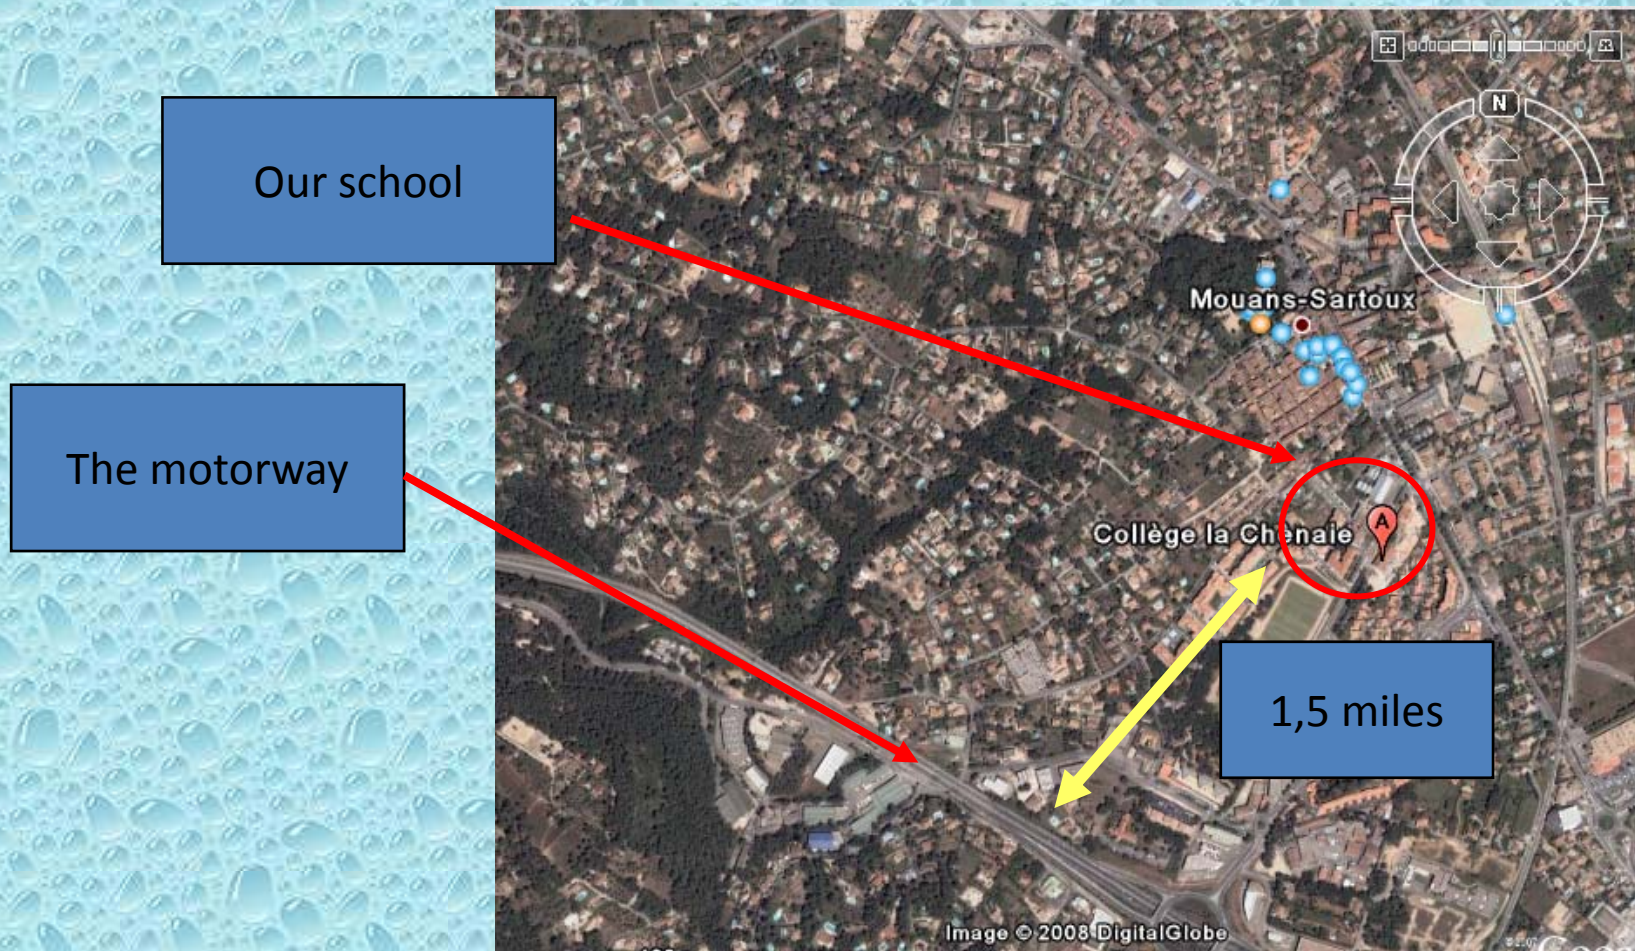 Our school
N
Mouans-Sartoux
The motorway
Collège la Chênaie
A
1,5 miles
Image © 2008 DigitalGlobe